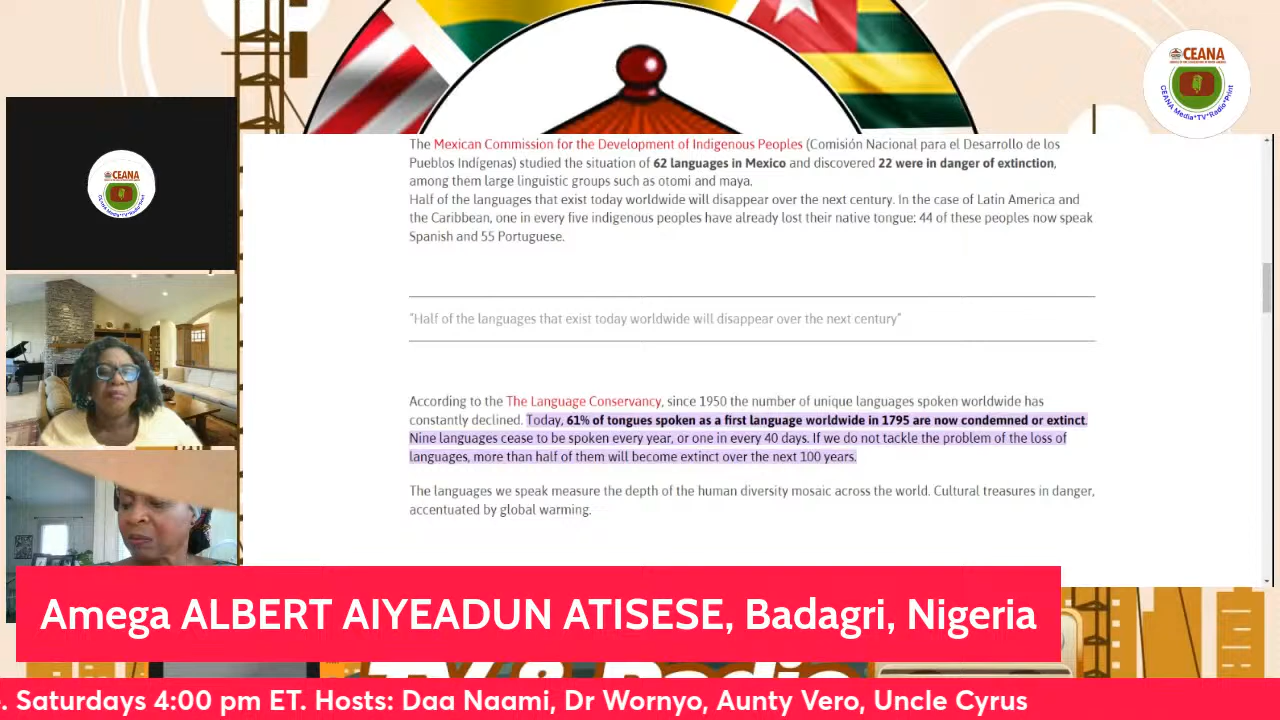 CEANA
CEANA Media*TV*Radio*Print
CEANA
The Mexican Commission for the Development of Indigenous Peoples (Comisión Nacional para el Desarrollo de los
Pueblos Indígenas) studied the situation of 62 languages in Mexico and discovered 22 were in danger of extinction,
among them large linguistic groups such as otomi and maya.
Half of the languages that exist today worldwide will disappear over the next century. In the case of Latin America and
the Caribbean, one in every five indigenous peoples have already lost their native tongue: 44 of these peoples now speak
Spanish and 55 Portuguese.
"Half of the languages that exist today worldwide will disappear over the next century"
According to the The Language Conservancy, since 1950 the number of unique languages spoken worldwide has
constantly declined. Today, 61% of tongues spoken as a first language worldwide in 1795 are now condemned or extinct.
Nine languages cease to be spoken every year, or one in every 40 days. If we do not tackle the problem of the loss of
languages, more than half of them will become extinct over the next 100 years.
The languages we speak measure the depth of the human diversity mosaic across the world. Cultural treasures in danger,
accentuated by global warming.
Amega ALBERT AIYEADUN ATISESE, Badagri, Nigeria
TV & Radio
. Saturdays 4:00 pm ET. Hosts: Daa Naami, Dr Wornyo, Aunty Vero, Uncle Cyrus